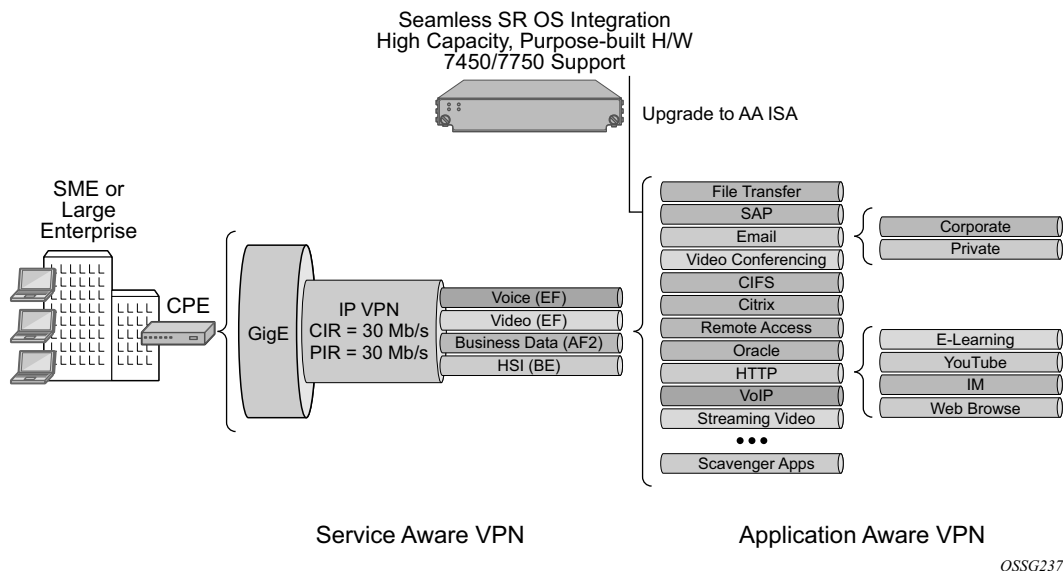 Seamless SR OS Integration
High Capacity, Purpose-built H/W
7450/7750 Support
Upgrade to AA ISA
SME or
Large
Enterprise
CPE
GigE
IP VPN
CIR = 30 Mb/s
PIR = 30 Mb/s
Voice (EF)
Video (EF)
Business Data (AF2)
HSI (BE)
File Transfer
SAP
Email
Video Conferencing
CIFS
Citrix
Remote Access
Oracle
HTTP
VoIP
Streaming Video
•••
Scavenger Apps
Corporate
Private
E-Learning
YouTube
IM
Web Browse
Service Aware VPN
Application Aware VPN
OSSG237